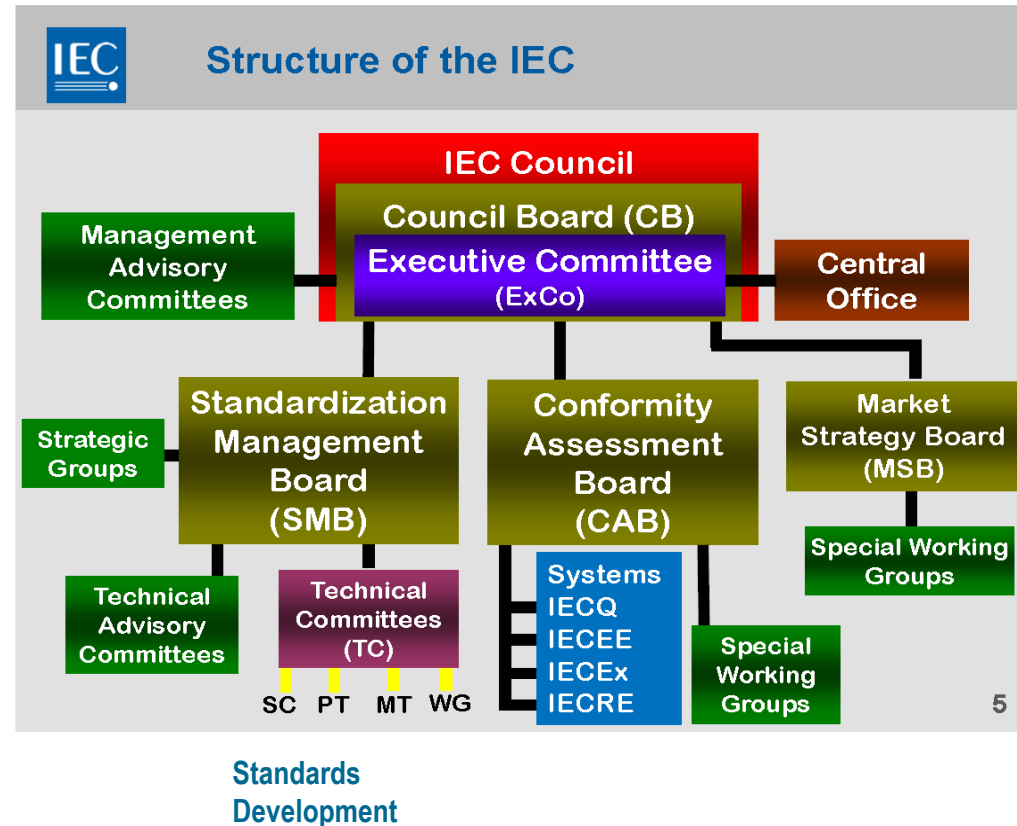 IEC
Structure of the IEC
IEC Council
Council Board (CB)
Executive Committee
(ExCo)
Management
Advisory
Committees
Central
Office
Standardization
Management
Board
(SMB)
Conformity
Assessment
Board
(CAB)
Market
Strategy Board
(MSB)
Strategic
Groups
Technical
Advisory
Committees
Technical
Committees
(TC)
SC PT MT WG
Systems
IECQ
IECEE
IECEx
IECRE
Special
Working
Groups
Special Working
Groups
5
Standards
Development